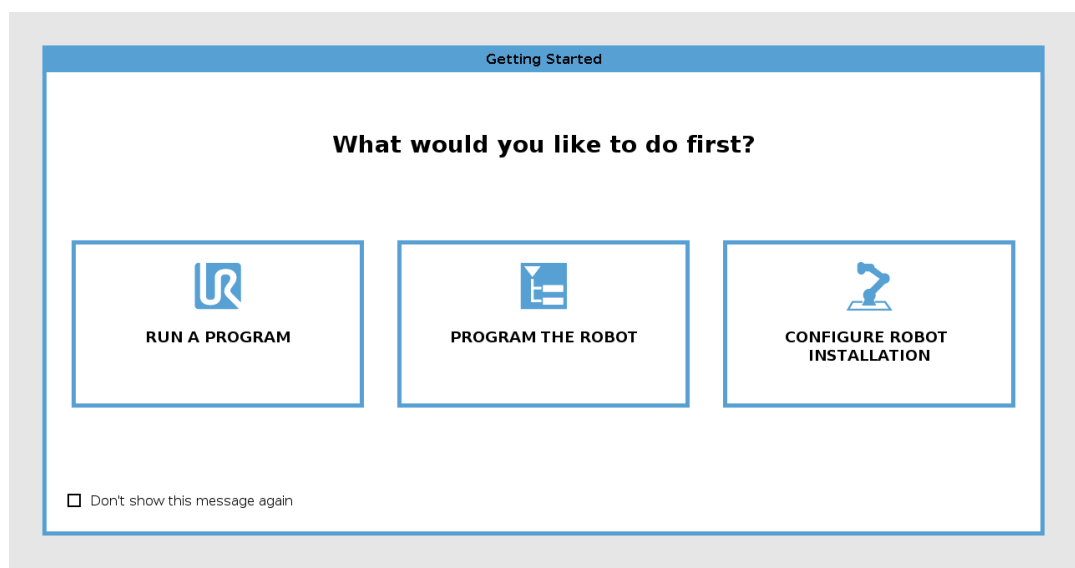 Getting Started
What would you like to do first?
UR
RUN A PROGRAM
PROGRAM THE ROBOT
CONFIGURE ROBOT
INSTALLATION
Don't show this message again